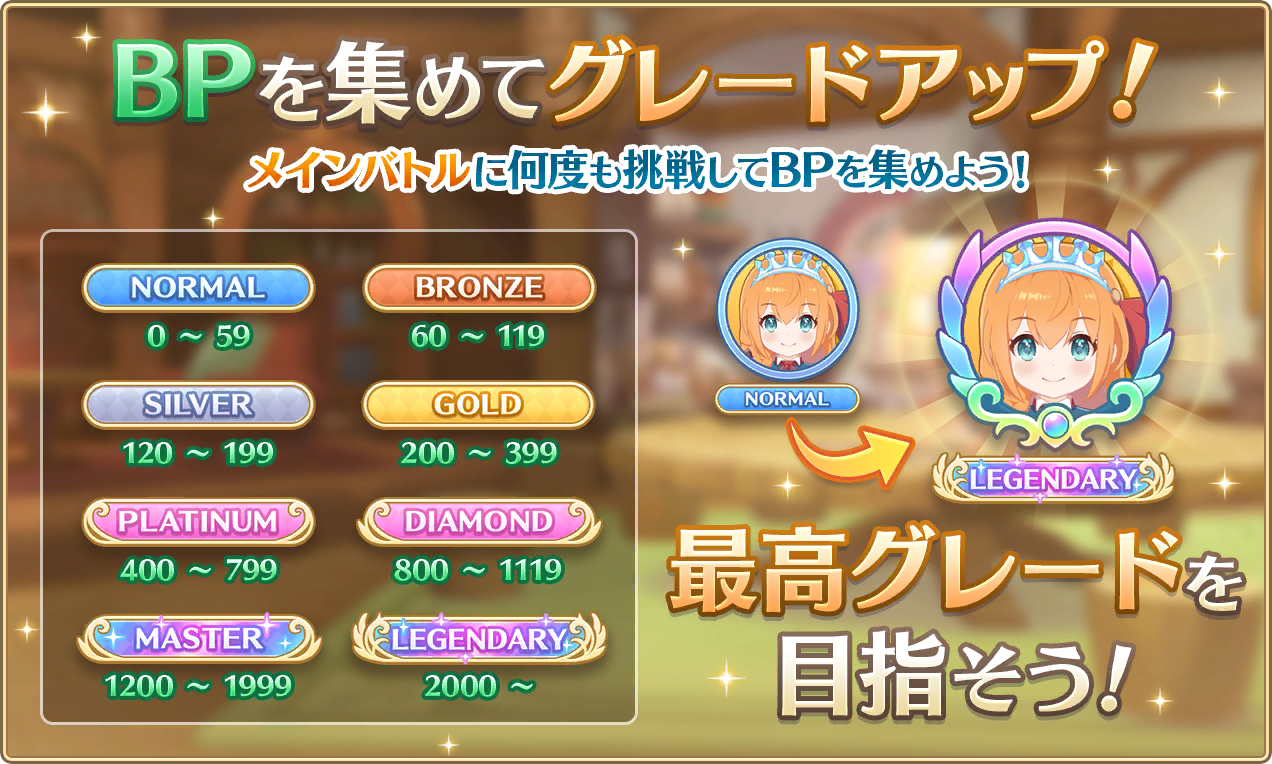 BPを集めてグレードアップ!
メインバトルに何度も挑戦してBPを集めよう!
NORMAL
0 ~ 59
BRONZE
60 ~ 119
SILVER
120 ~ 199
GOLD
200 ~ 399
PLATINUM
400 ~ 799
DIAMOND
800 ~ 1119
MASTER
1200 ~ 1999
LEGENDARY
2000 ~
NORMAL
LEGENDARY
最高グレードを
目指そう!